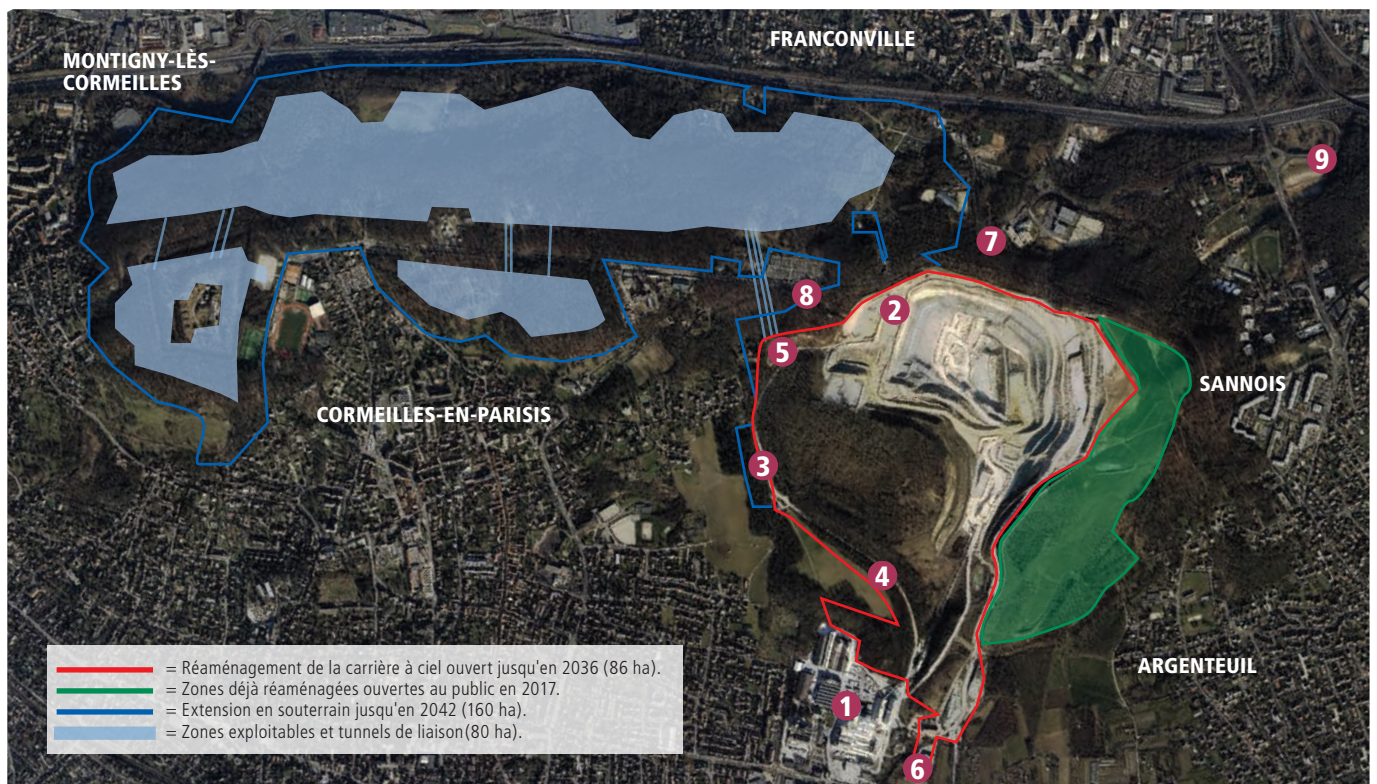 FRANCONVILLE
MONTIGNY-LÈS-
CORMEILLES
9
7
8
2
5
SANNOIS
CORMEILLES-EN-PARISIS
3
4
ARGENTEUIL
1
6
= Réaménagement de la carrière à ciel ouvert jusqu'en 2036 (86 ha).
= Zones déjà réaménagées ouvertes au public en 2017.
= Extension en souterrain jusqu'en 2042 (160 ha).
= Zones exploitables et tunnels de liaison(80 ha).